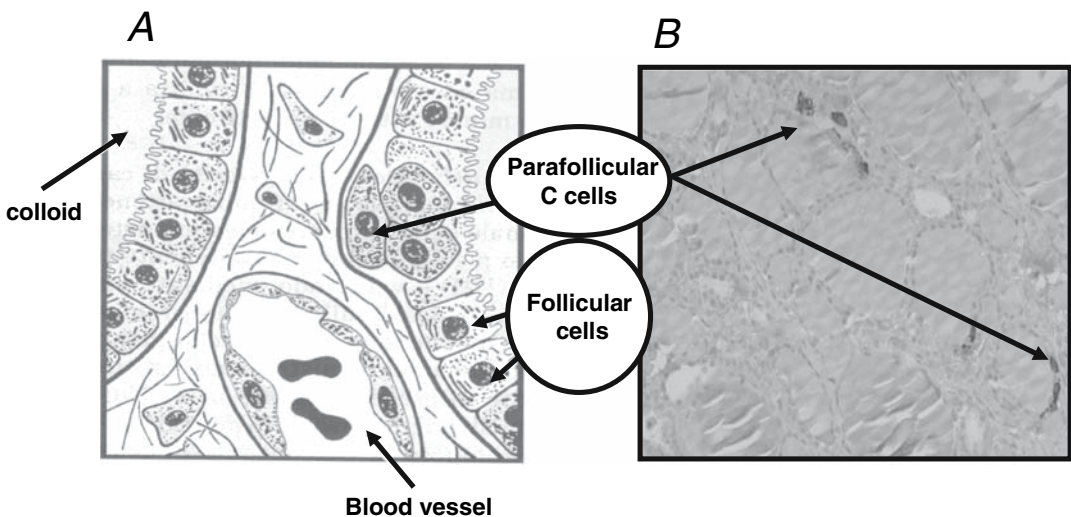 A
B
Parafollicular
C cells
colloid
Follicular
cells
Blood vessel